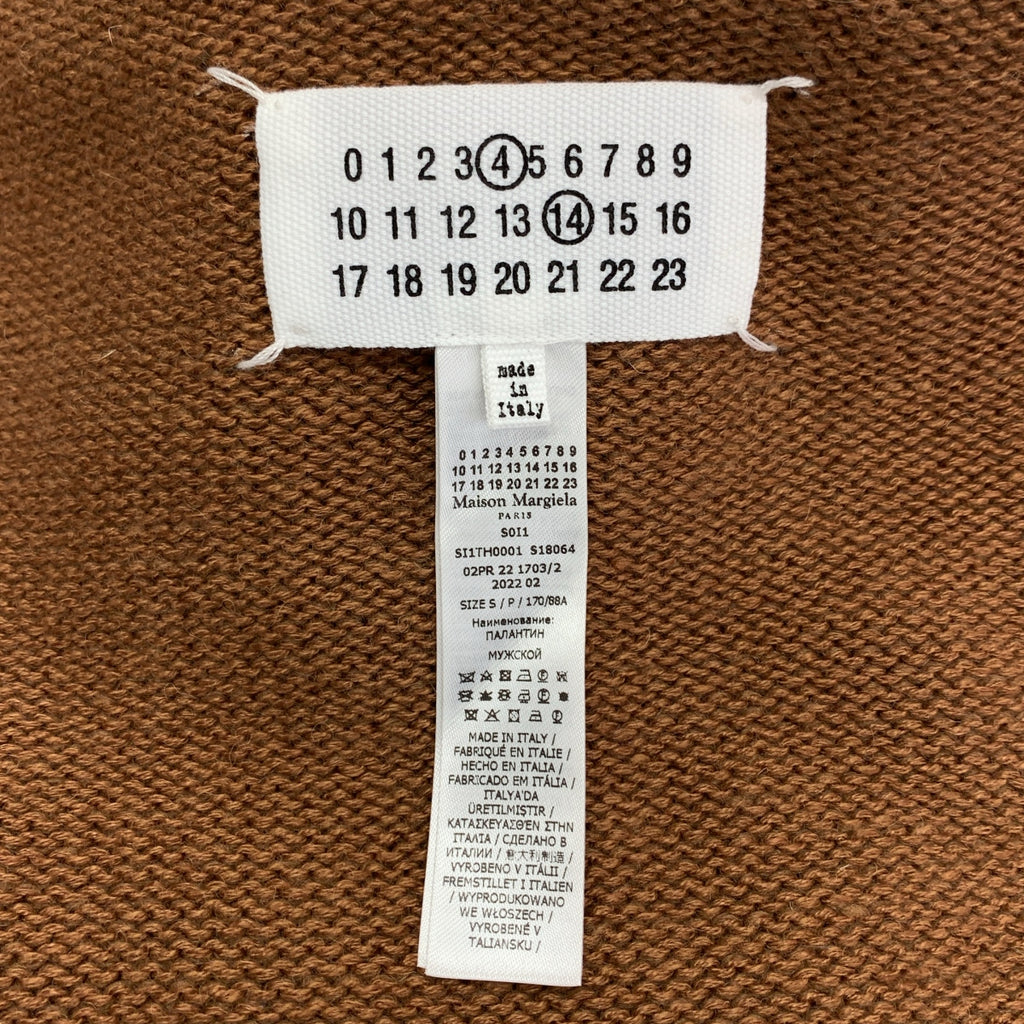 0 1 2 3 4 5 6 7 8 9
10 11 12 13 14 15 16
17 18 19 20 21 22 23
made
in
Italy
0 1 2 3 4 5 6 7 8 9
10 11 12 13 14 15 16
17 18 19 20 21 22 23
Maison Margiela
PARIS
S0I1
SI1TH0001 S18064
02PR 22 1703/2
2022 02
SIZE S / P / 170/88A
Наименование:
ПАЛАНТИН
МУЖСКОЙ
MADE IN ITALY /
FABRIQUÉ EN ITALIE /
HECHO EN ITALIA /
FABRICADO EM ITÁLIA /
ITALYA'DA
ÜRETILMIŞTIR /
ΚΑΤΑΣΚΕΥΑΣΘΕΝ ΣΤΗΝ
ΙΤΑΛΙΑ / СДЕЛАНО В
ИТАЛИИ / 意大利制造 /
VYROBENO V ITÁLII /
FREMSTILLET I ITALIEN
/ WYPRODUKOWANO
WE WŁOSZECH /
VYROBENÉ V
TALIANSKU /